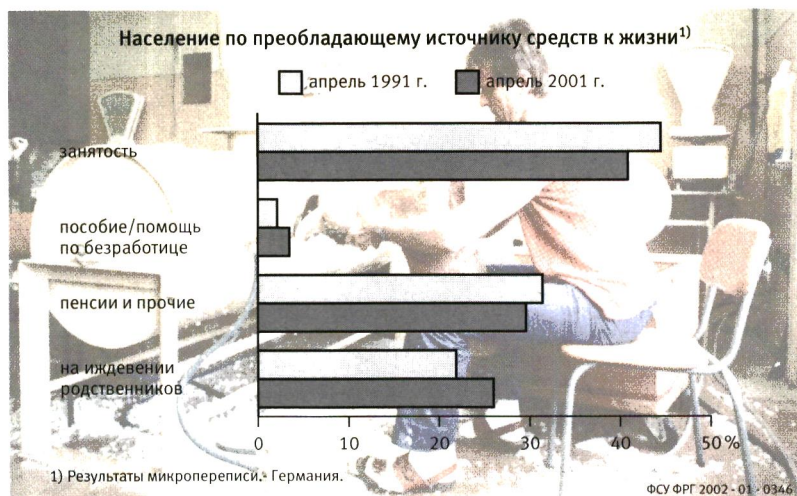 Население по преобладающему источнику средств к жизни1)
апрель 1991 г. апрель 2001 г.
занятость
пособие/помощь
по безработице
пенсии и прочие
на иждевении
родственников
0 10 20 30 40 50 %
1) Результаты микропереписи.- Германия.
ФСУ ФРГ 2002 - 01 - 0346